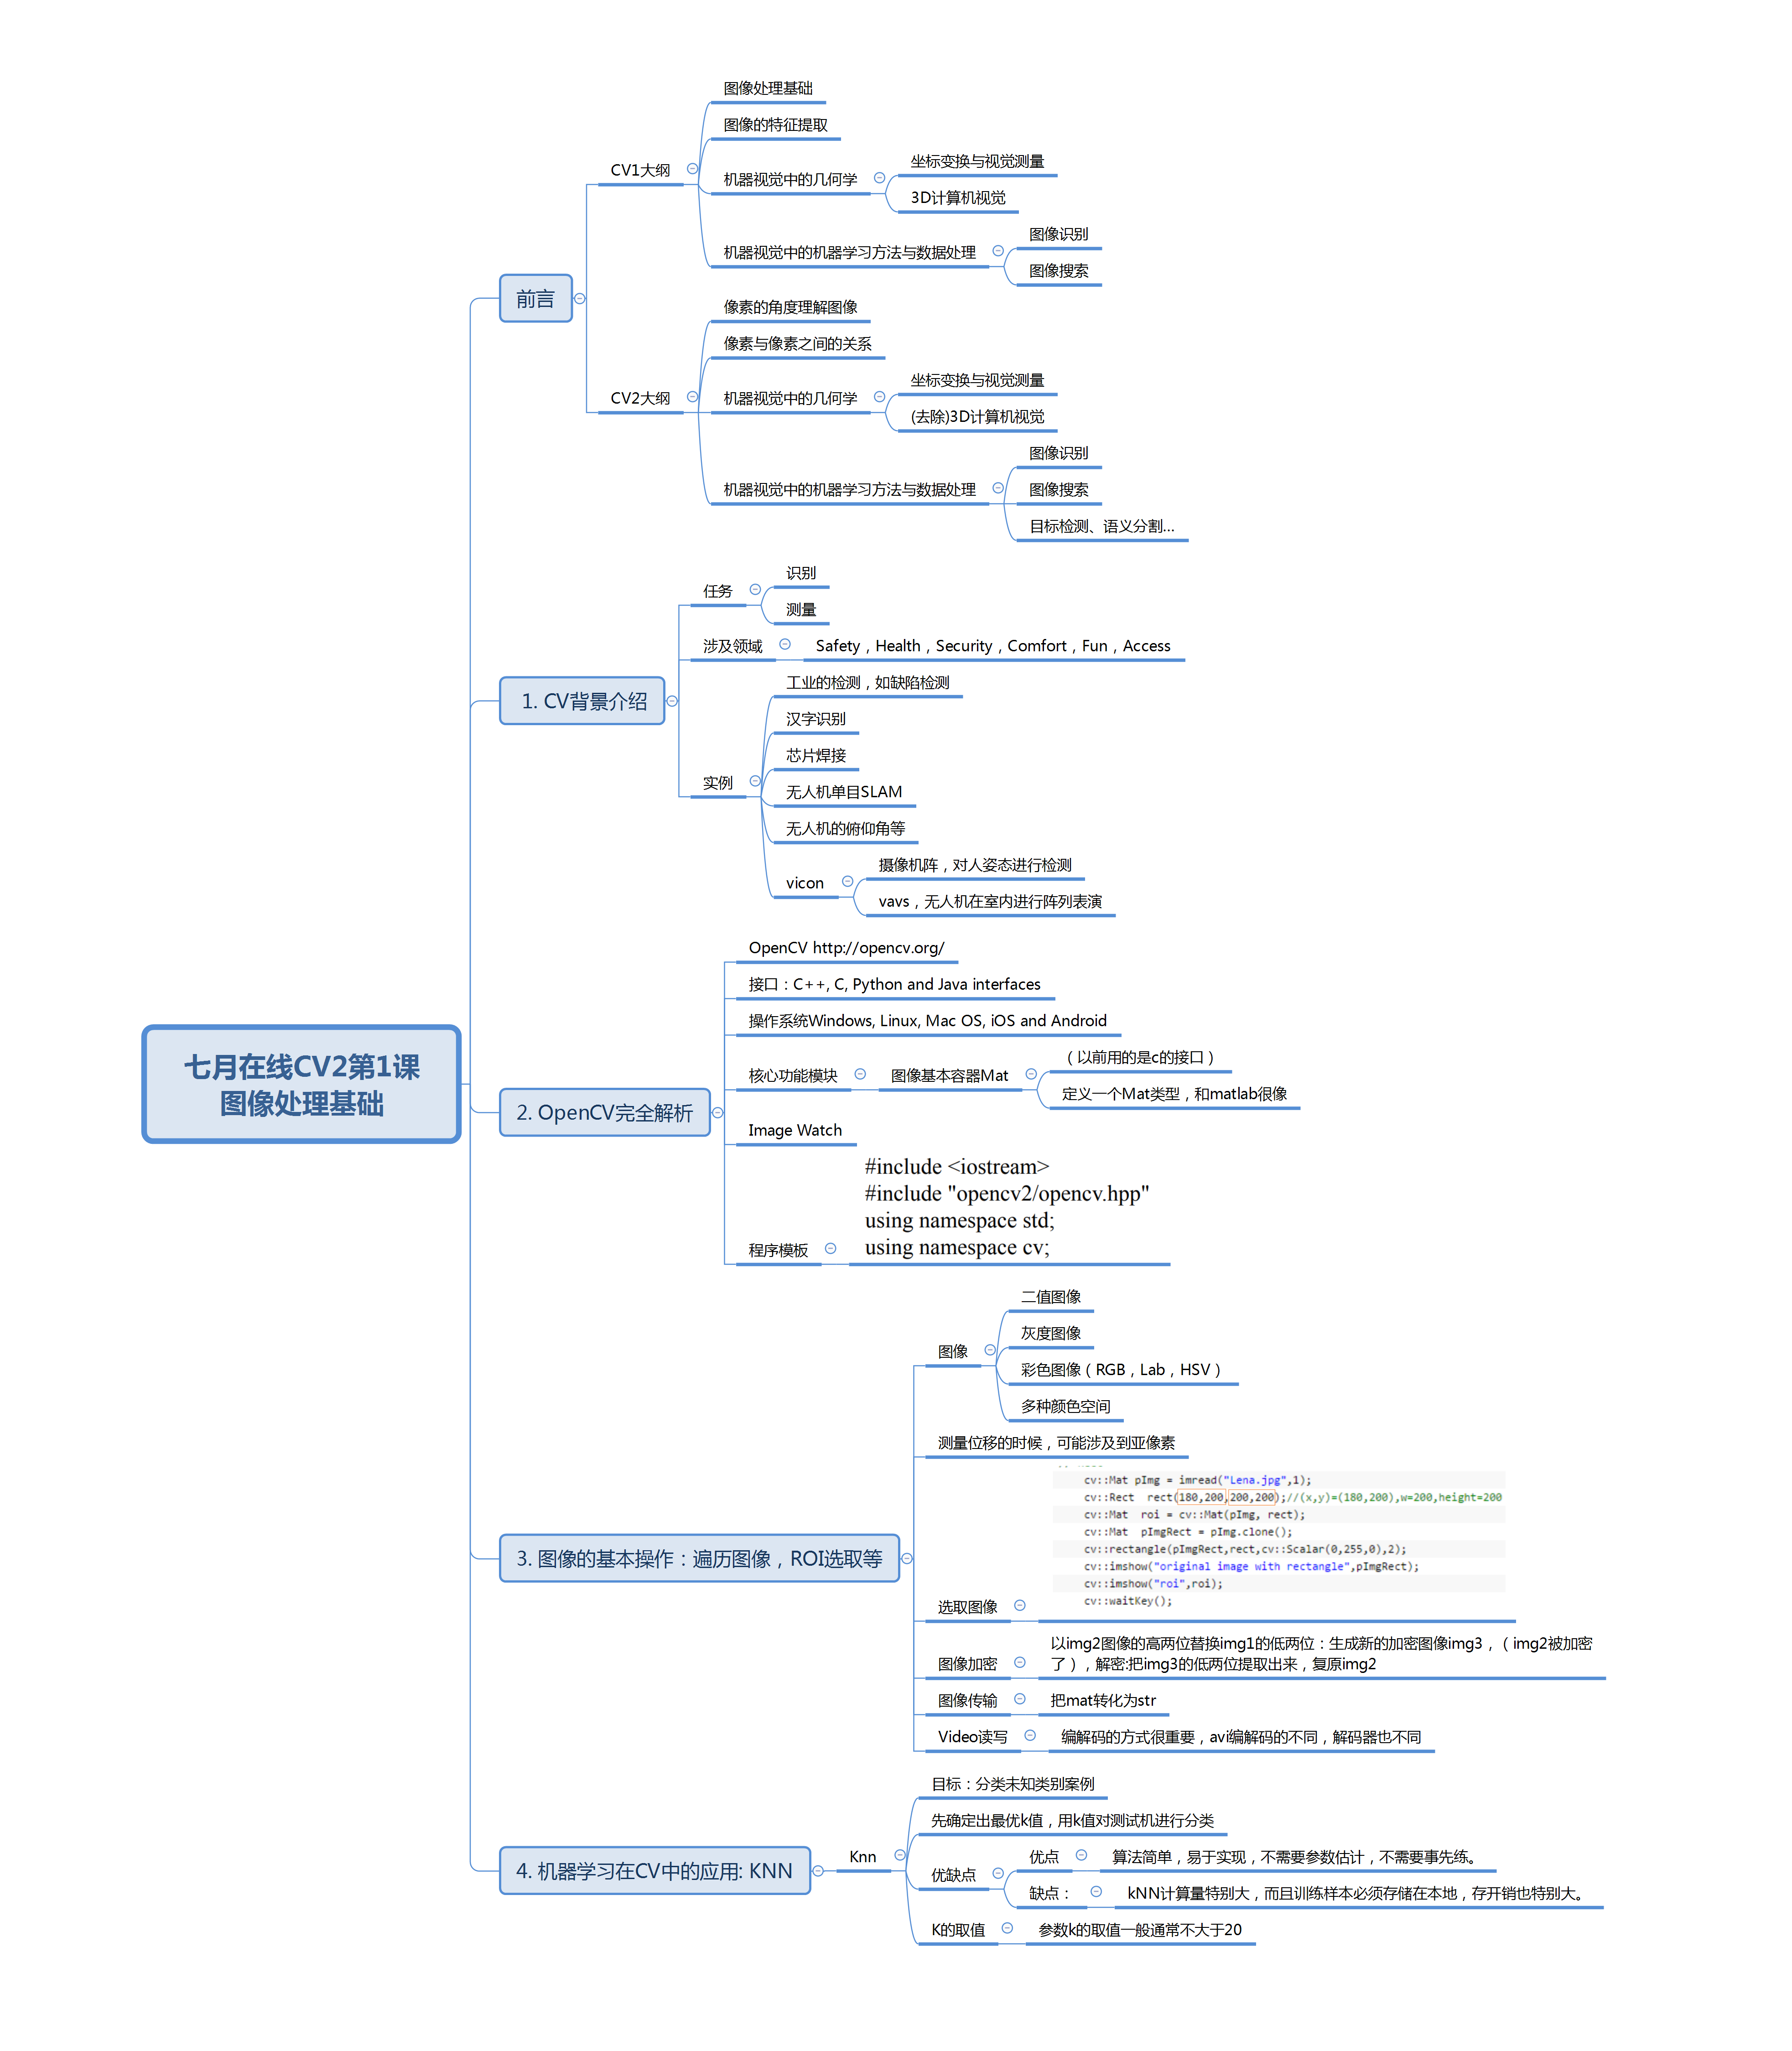 七月在线CV2第1课
图像处理基础
前言
CV1大纲
图像处理基础
图像的特征提取
机器视觉中的几何学
坐标变换与视觉测量
3D计算机视觉
机器视觉中的机器学习方法与数据处理
图像识别
图像搜索
CV2大纲
像素的角度理解图像
像素与像素之间的关系
机器视觉中的几何学
坐标变换与视觉测量
(去除)3D计算机视觉
机器视觉中的机器学习方法与数据处理
图像识别
图像搜索
目标检测、语义分割...
1. CV背景介绍
任务
识别
测量
涉及领域
Safety，Health，Security，Comfort，Fun，Access
实例
工业的检测，如缺陷检测
汉字识别
芯片焊接
无人机单目SLAM
无人机的俯仰角等
vicon
摄像机阵，对人姿态进行检测
vavs，无人机在室内进行阵列表演
2. OpenCV完全解析
OpenCV http://opencv.org/
接口：C++, C, Python and Java interfaces
操作系统Windows, Linux, Mac OS, iOS and Android
核心功能模块
图像基本容器Mat
（以前用的是c的接口）
定义一个Mat类型，和matlab很像
Image Watch
程序模板
#include <iostream>
#include "opencv2/opencv.hpp"
using namespace std;
using namespace cv;
3. 图像的基本操作：遍历图像，ROI选取等
图像
二值图像
灰度图像
彩色图像（RGB，Lab，HSV）
多种颜色空间
测量位移的时候，可能涉及到亚像素
选取图像
cv::Mat pImg = imread("Lena.jpg",1);
cv::Rect  rect(180,200,200,200);//(x,y)=(180,200),w=200,height=200
cv::Mat  roi = cv::Mat(pImg, rect);
cv::Mat  pImgRect = pImg.clone();
cv::rectangle(pImgRect,rect,cv::Scalar(0,255,0),2);
cv::imshow("original image with rectangle",pImgRect);
cv::imshow("roi",roi);
cv::waitKey();
图像加密
以img2图像的高两位替换img1的低两位：生成新的加密图像img3，（img2被加密
了），解密:把img3的低两位提取出来，复原img2
图像传输
把mat转化为str
Video读写
编解码的方式很重要，avi编解码的不同，解码器也不同
4. 机器学习在CV中的应用: KNN
Knn
目标：分类未知类别案例
先确定出最优k值，用k值对测试机进行分类
优缺点
优点
算法简单，易于实现，不需要参数估计，不需要事先练。
缺点：
kNN计算量特别大，而且训练样本必须存储在本地，存开销也特别大。
K的取值
参数k的取值一般通常不大于20